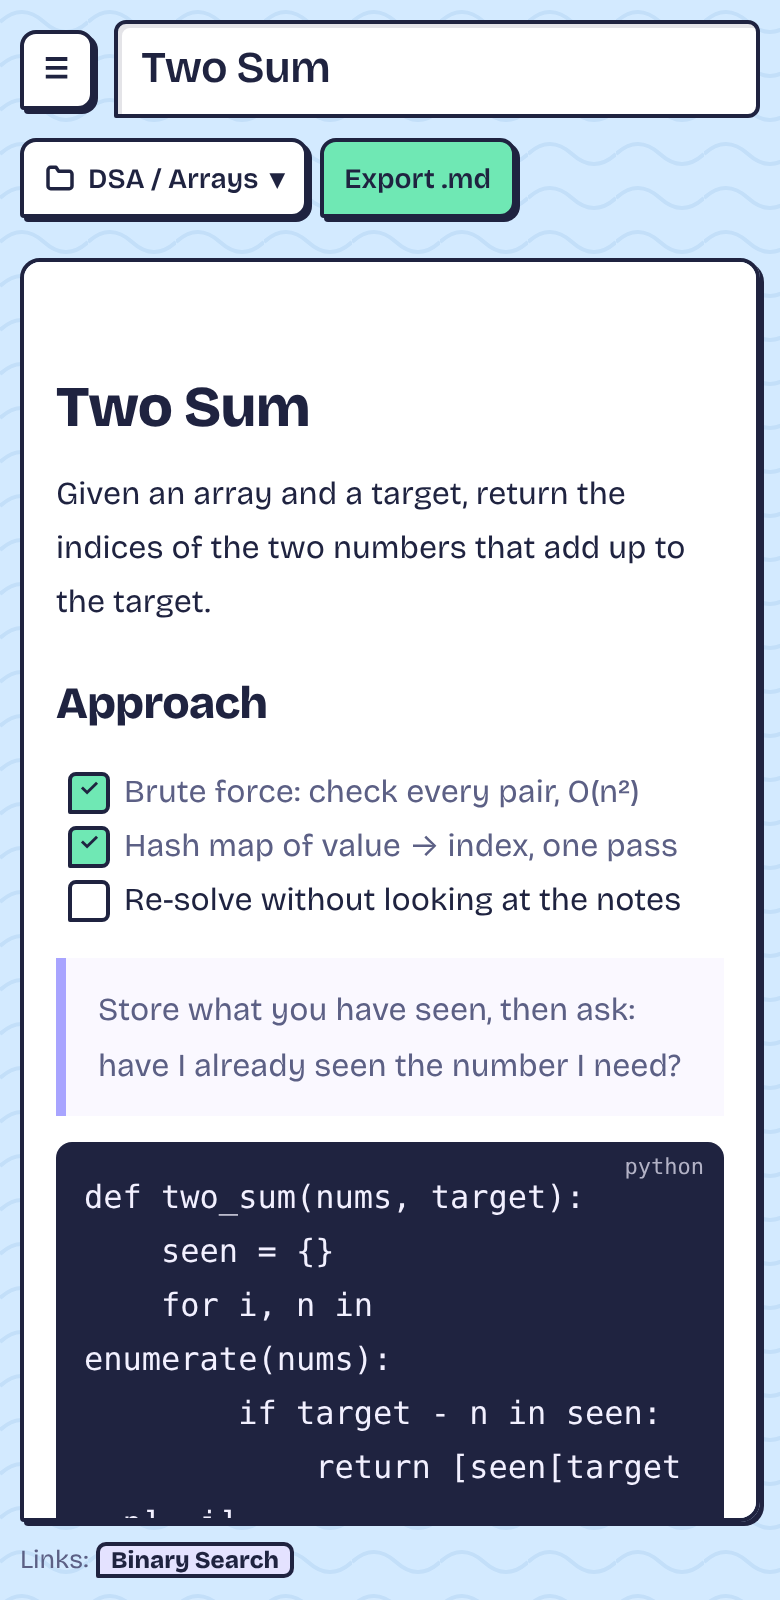 ☰
Two Sum
DSA / Arrays ▼
Export .md
Two Sum
Given an array and a target, return the
indices of the two numbers that add up to
the target.
Approach
Brute force: check every pair, O(n²)
Hash map of value → index, one pass
Re-solve without looking at the notes
Store what you have seen, then ask:
have I already seen the number I need?
python
def two_sum(nums, target):
    seen = {}
    for i, n in
enumerate(nums):
        if target - n in seen:
            return [seen[target
Links: Binary Search